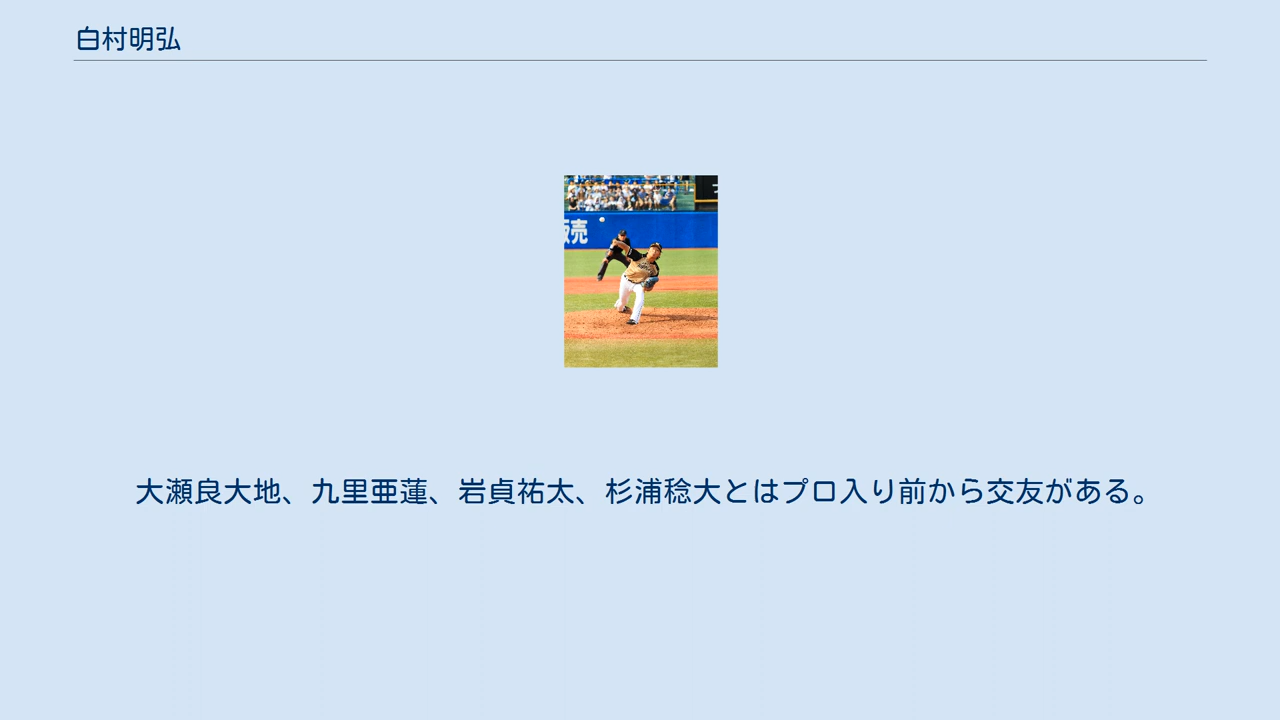 白村明弘
売
大瀬良大地、九里亜蓮、岩貞祐太、杉浦稔大とはプロ入り前から交友がある。